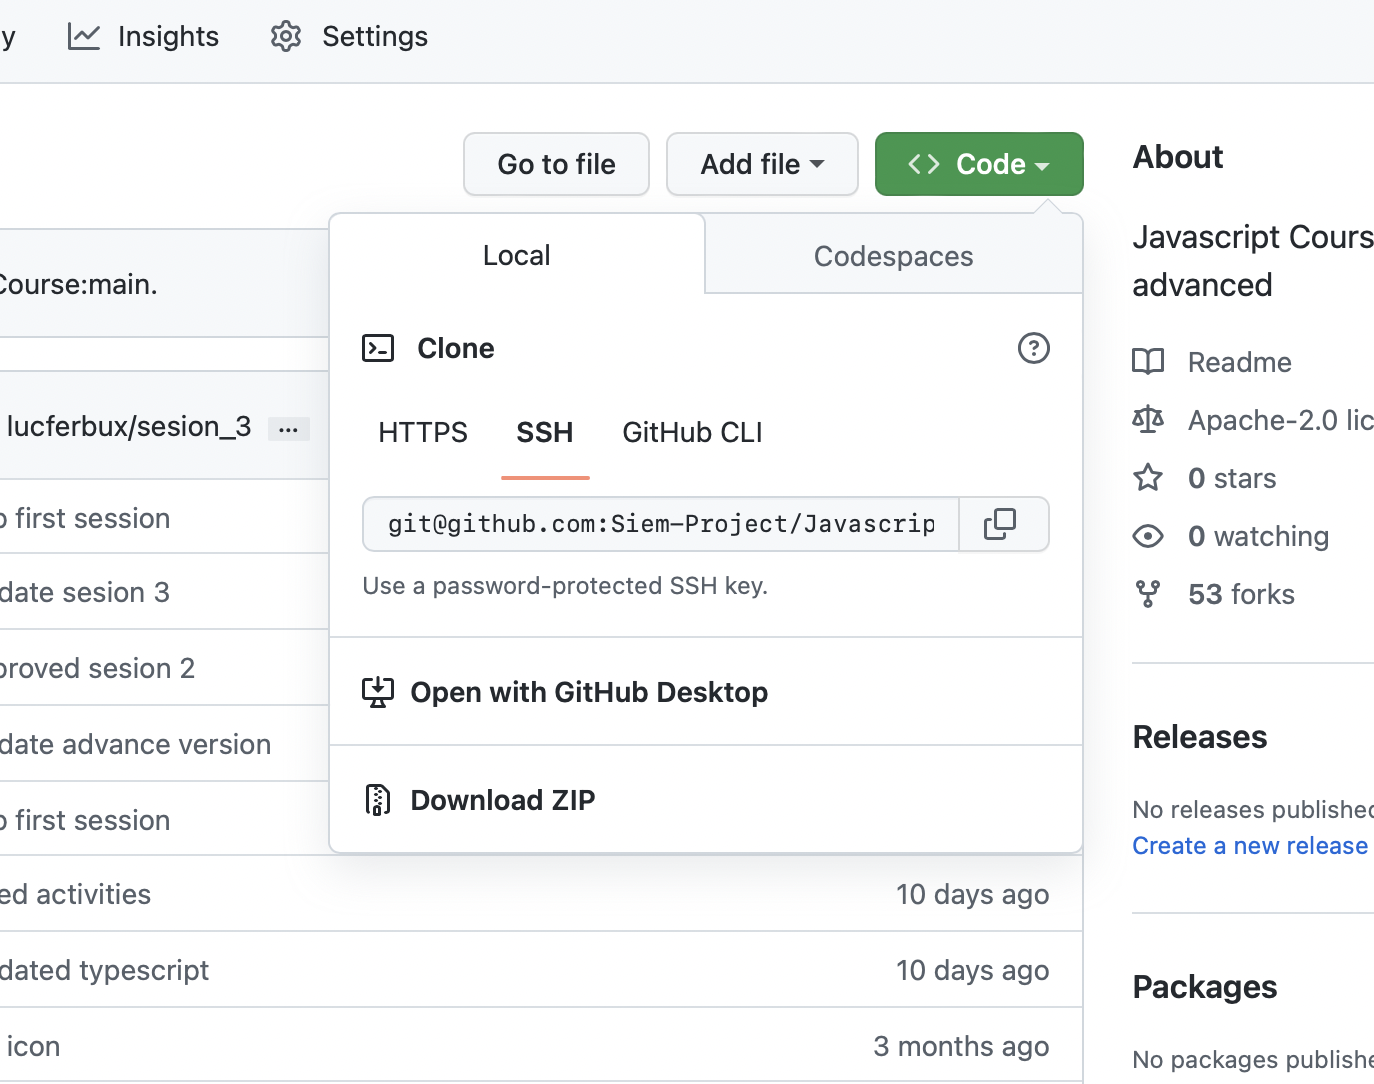 y Insights Settings
Go to file Add file Code
About
Javascript Cours
advanced
Local Codespaces
Course:main.
Clone
Readme
lucferbux/sesion_3 ...
HTTPS SSH GitHub CLI
Apache-2.0 lic
0 stars
first session
git@github.com:Siem-Project/Javascrip
0 watching
date sesion 3
Use a password-protected SSH key.
53 forks
proved sesion 2
Open with GitHub Desktop
date advance version
Releases
first session
Download ZIP
No releases published
Create a new release
ed activities 10 days ago
dated typescript 10 days ago
Packages
icon 3 months ago
No packages publishe